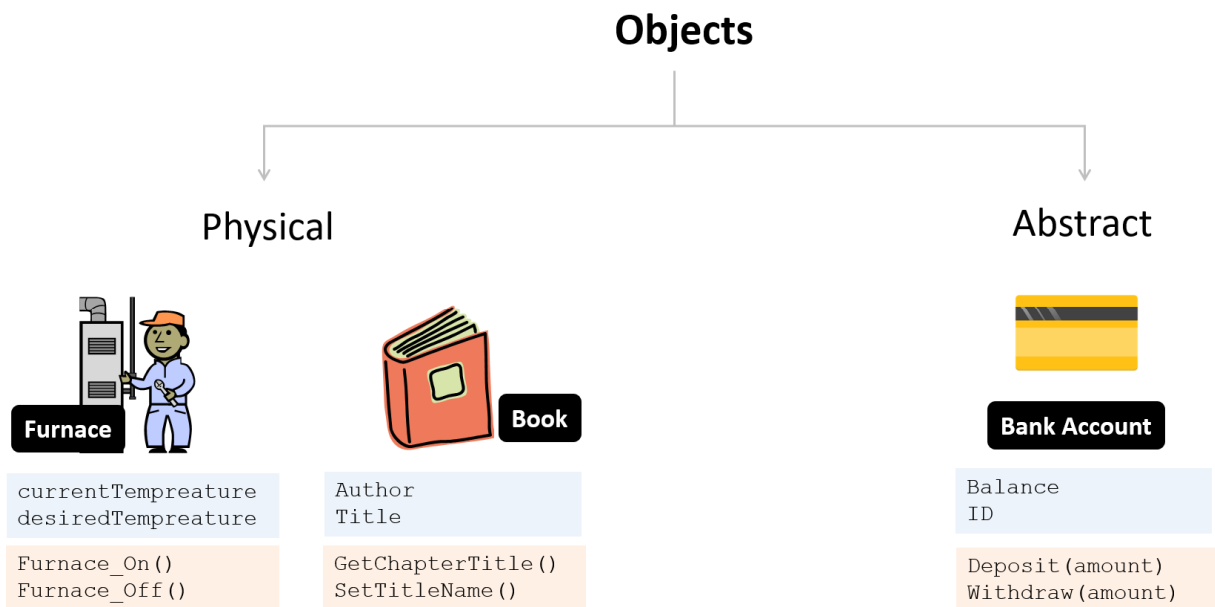 Objects
Physical
Abstract
Furnace
currentTempreature
desiredTempreature
Furnace_On()
Furnace_Off()
Book
Author
Title
GetChapterTitle()
SetTitleName()
Bank Account
Balance
ID
Deposit(amount)
Withdraw(amount)